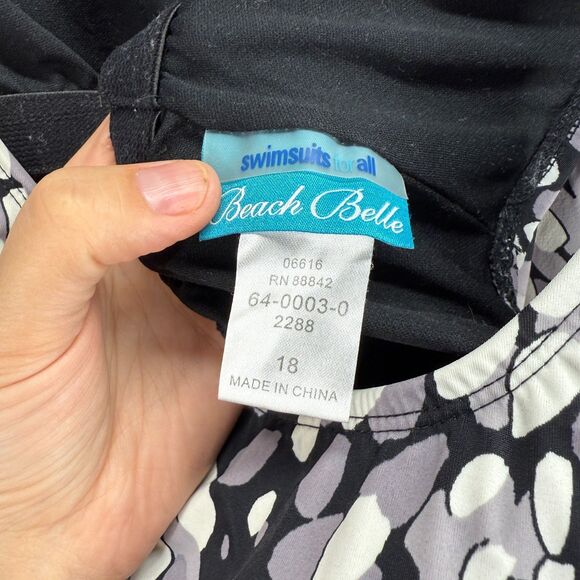 swimsuits for all
Beach Belle
06616
RN 88842
64-0003-0
2288
18
MADE IN CHINA